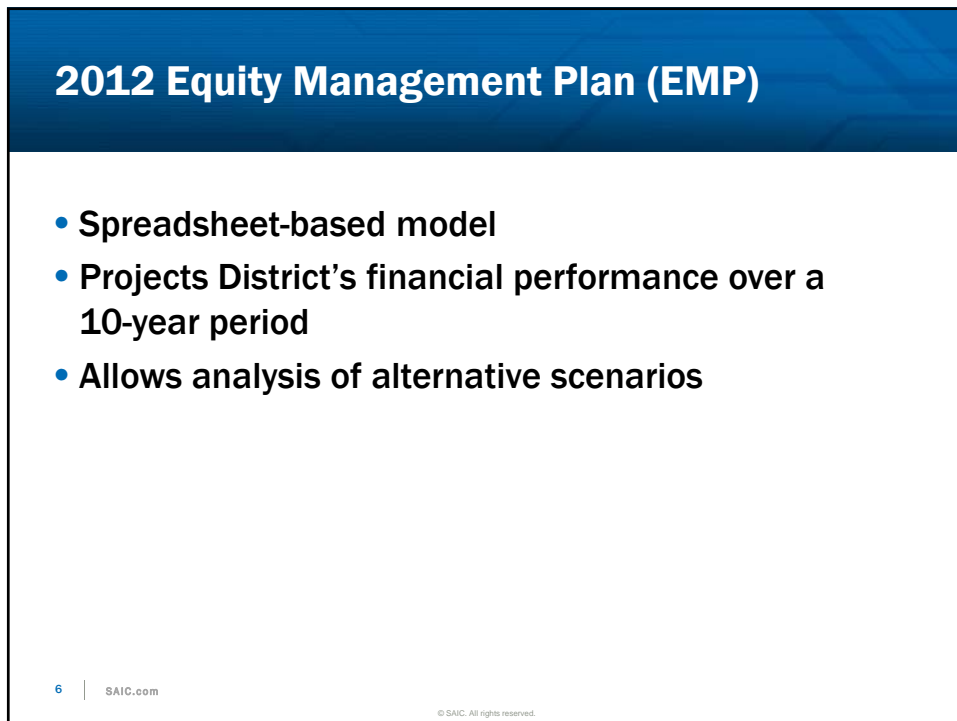 2012 Equity Management Plan (EMP)
• Spreadsheet-based model
• Projects District’s financial performance over a
10-year period
• Allows analysis of alternative scenarios
6 | SAIC.com
© SAIC. All rights reserved.